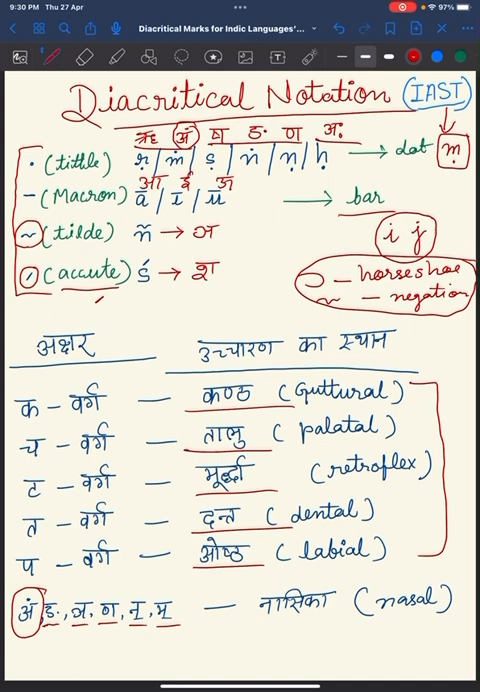 9:30 PM Thu 27 Apr 97%
Diacritical Marks for Indic Languages'...
Diacritical Notation (IAST)
ऋ अं ष ङ ण अः
· (tittle) ṛ / ṁ / ṣ / ṅ / ṇ / ḥ → dot ṃ
– (Macron) ā / ī / ū → bar
आ ई ऊ
~ (tilde) ñ → ञ i j
′ (accute) ś → श
⊃ – horseshoe
~ – negation
अक्षर उच्चारण का स्थान
क - वर्ग — कण्ठ (Guttural)
च - वर्ग — तालु (palatal)
ट - वर्ग — मूर्द्धा (retroflex)
त - वर्ग — दन्त (dental)
प - वर्ग — ओष्ठ (labial)
अं, ङ, ञ, ण, न, म — नासिका (nasal)